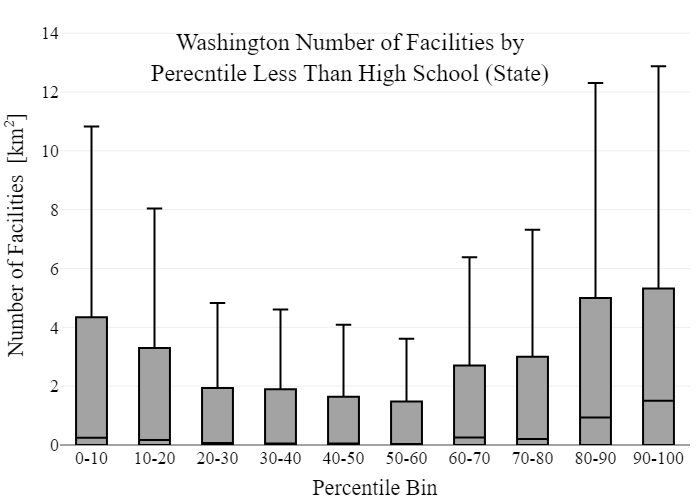 Washington Number of Facilities by
Perecntile Less Than High School (State)
Number of Facilities [km²]
14
12
10
8
6
4
2
0
0-10 10-20 20-30 30-40 40-50 50-60 60-70 70-80 80-90 90-100
Percentile Bin